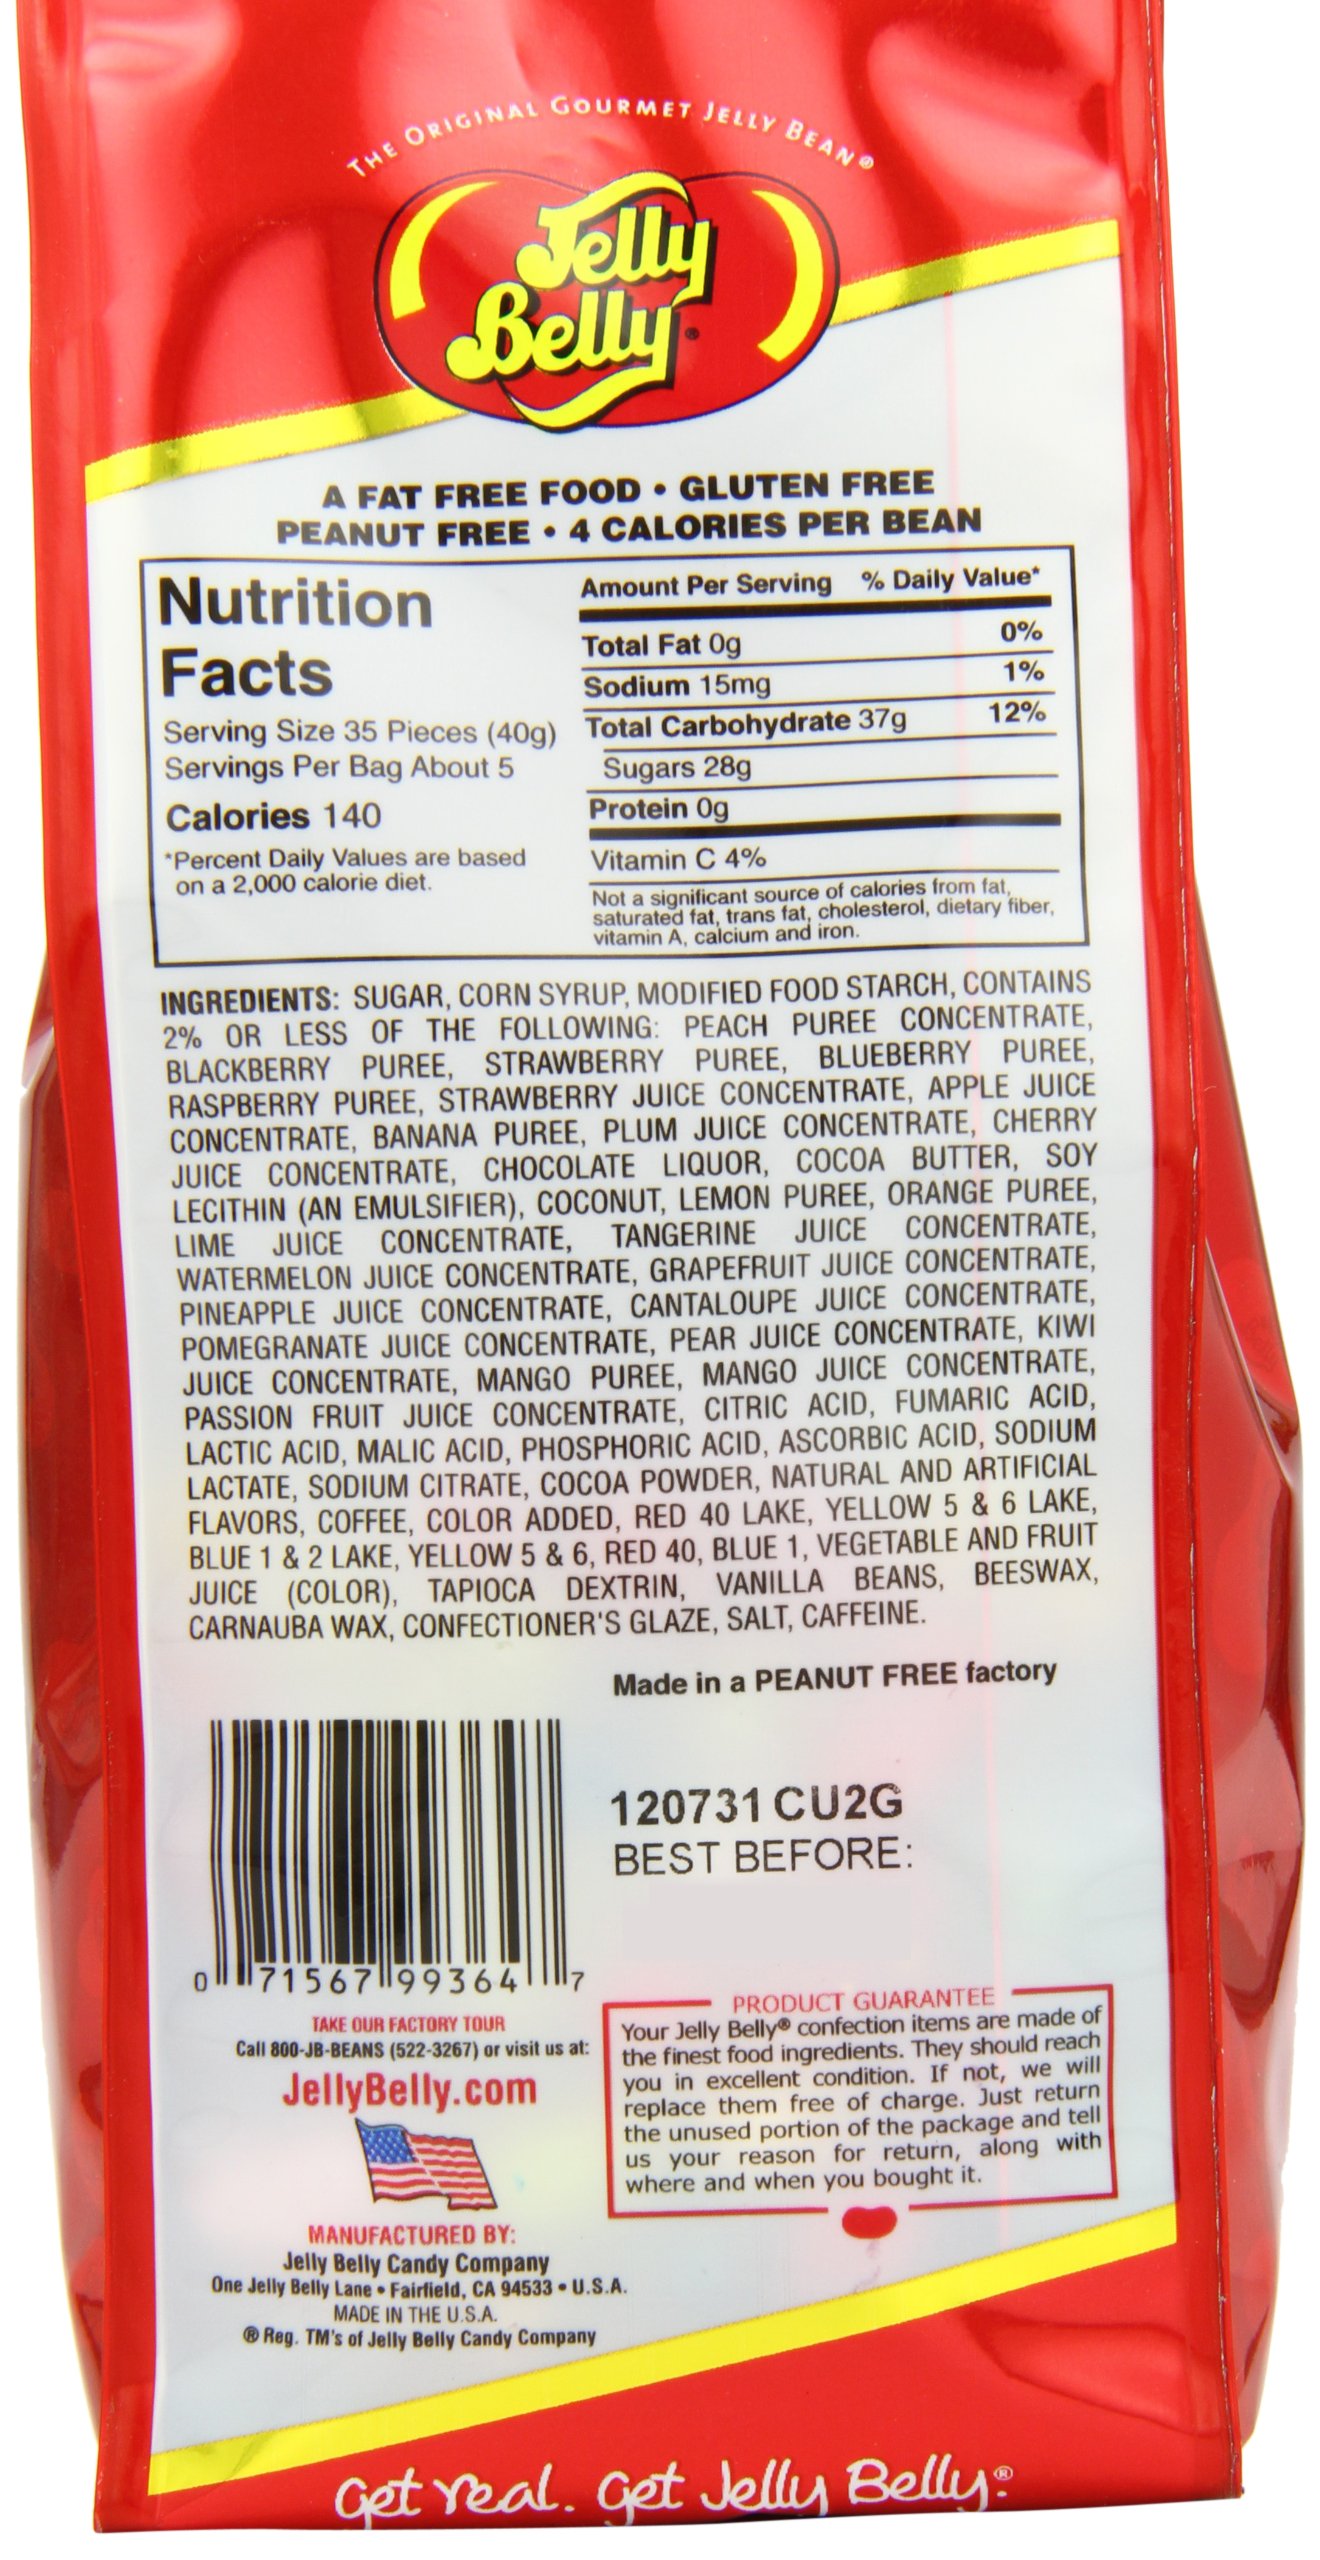 THE ORIGINAL GOURMET JELLY BEAN®
Jelly
Belly®
A FAT FREE FOOD • GLUTEN FREE
PEANUT FREE • 4 CALORIES PER BEAN
Nutrition
Facts
Serving Size 35 Pieces (40g)
Servings Per Bag About 5
Calories 140
*Percent Daily Values are based
on a 2,000 calorie diet.
Amount Per Serving % Daily Value*
Total Fat 0g 0%
Sodium 15mg 1%
Total Carbohydrate 37g 12%
Sugars 28g
Protein 0g
Vitamin C 4%
Not a significant source of calories from fat,
saturated fat, trans fat, cholesterol, dietary fiber,
vitamin A, calcium and iron.
INGREDIENTS: SUGAR, CORN SYRUP, MODIFIED FOOD STARCH, CONTAINS
2% OR LESS OF THE FOLLOWING: PEACH PUREE CONCENTRATE,
BLACKBERRY PUREE, STRAWBERRY PUREE, BLUEBERRY PUREE,
RASPBERRY PUREE, STRAWBERRY JUICE CONCENTRATE, APPLE JUICE
CONCENTRATE, BANANA PUREE, PLUM JUICE CONCENTRATE, CHERRY
JUICE CONCENTRATE, CHOCOLATE LIQUOR, COCOA BUTTER, SOY
LECITHIN (AN EMULSIFIER), COCONUT, LEMON PUREE, ORANGE PUREE,
LIME JUICE CONCENTRATE, TANGERINE JUICE CONCENTRATE,
WATERMELON JUICE CONCENTRATE, GRAPEFRUIT JUICE CONCENTRATE,
PINEAPPLE JUICE CONCENTRATE, CANTALOUPE JUICE CONCENTRATE,
POMEGRANATE JUICE CONCENTRATE, PEAR JUICE CONCENTRATE, KIWI
JUICE CONCENTRATE, MANGO PUREE, MANGO JUICE CONCENTRATE,
PASSION FRUIT JUICE CONCENTRATE, CITRIC ACID, FUMARIC ACID,
LACTIC ACID, MALIC ACID, PHOSPHORIC ACID, ASCORBIC ACID, SODIUM
LACTATE, SODIUM CITRATE, COCOA POWDER, NATURAL AND ARTIFICIAL
FLAVORS, COFFEE, COLOR ADDED, RED 40 LAKE, YELLOW 5 & 6 LAKE,
BLUE 1 & 2 LAKE, YELLOW 5 & 6, RED 40, BLUE 1, VEGETABLE AND FRUIT
JUICE (COLOR), TAPIOCA DEXTRIN, VANILLA BEANS, BEESWAX,
CARNAUBA WAX, CONFECTIONER'S GLAZE, SALT, CAFFEINE.
Made in a PEANUT FREE factory
120731 CU2G
BEST BEFORE:
0 71567 99364 7
TAKE OUR FACTORY TOUR
Call 800-JB-BEANS (522-3267) or visit us at:
JellyBelly.com
MANUFACTURED BY:
Jelly Belly Candy Company
One Jelly Belly Lane • Fairfield, CA 94533 • U.S.A.
MADE IN THE U.S.A.
® Reg. TM's of Jelly Belly Candy Company
PRODUCT GUARANTEE
Your Jelly Belly® confection items are made of
the finest food ingredients. They should reach
you in excellent condition. If not, we will
replace them free of charge. Just return
the unused portion of the package and tell
us your reason for return, along with
where and when you bought it.
Get real. Get Jelly Belly.®